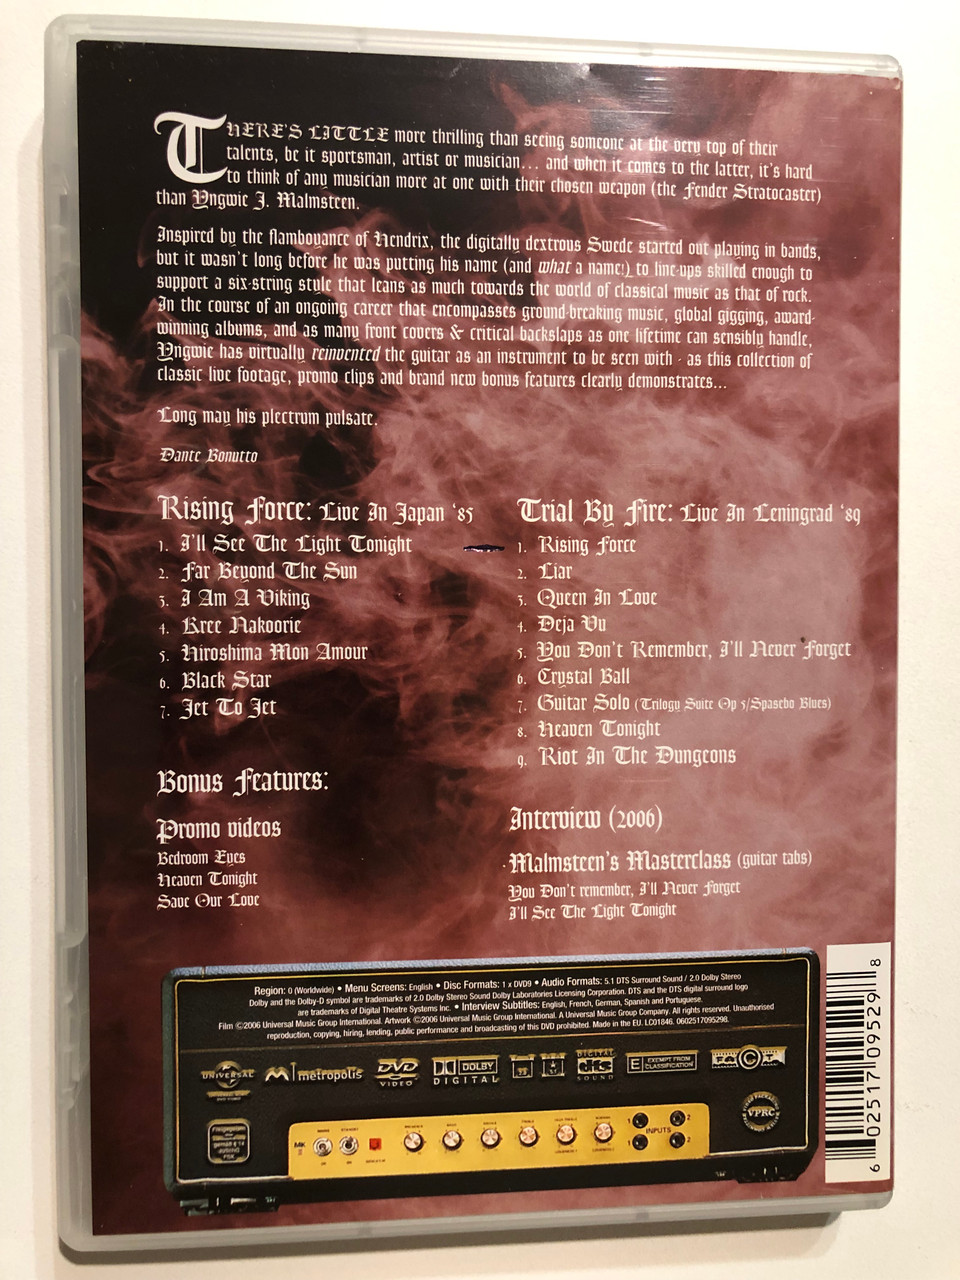 THERE'S LITTLE more thrilling than seeing someone at the very top of their
talents, be it sportsman, artist or musician... and when it comes to the latter, it's hard
to think of any musician more at one with their chosen weapon (the Fender Stratocaster)
than Yngwie J. Malmsteen.
Inspired by the flamboyance of Hendrix, the digitally dextrous Swede started out playing in bands,
but it wasn't long before he was putting his name (and what a name!) to line-ups skilled enough to
support a six-string style that leans as much towards the world of classical music as that of rock.
In the course of an ongoing career that encompasses ground-breaking music, global gigging, award-
winning albums, and as many front covers & critical backslaps as one lifetime can sensibly handle,
Yngwie has virtually reinvented the guitar as an instrument to be seen with - as this collection of
classic live footage, promo clips and brand new bonus features clearly demonstrates...
Long may his plectrum pulsate.
Dante Bonutto
Rising Force: Live In Japan '85
1. I'll See The Light Tonight
2. Far Beyond The Sun
3. I Am A Viking
4. Kree Nakoorie
5. Hiroshima Mon Amour
6. Black Star
7. Jet To Jet
Trial By Fire: Live In Leningrad '89
1. Rising Force
2. Liar
3. Queen In Love
4. Deja Vu
5. You Don't Remember, I'll Never Forget
6. Crystal Ball
7. Guitar Solo (Trilogy Suite Op 5/Spasebo Blues)
8. Heaven Tonight
9. Riot In The Dungeons
Bonus Features:
Promo videos
Bedroom Eyes
Heaven Tonight
Save Our Love
Interview (2006)
Malmsteen's Masterclass (guitar tabs)
You Don't remember, I'll Never Forget
I'll See The Light Tonight
Region: 0 (Worldwide) • Menu Screens: English • Disc Formats: 1 x DVD9 • Audio Formats: 5.1 DTS Surround Sound / 2.0 Dolby Stereo
Dolby and the Dolby-D symbol are trademarks of 2.0 Dolby Stereo Sound Dolby Laboratories Licensing Corporation. DTS and the DTS digital surround logo
are trademarks of Digital Theatre Systems Inc. • Interview Subtitles: English, French, German, Spanish and Portuguese.
Film ©2006 Universal Music Group International. Artwork ©2006 Universal Music Group International. A Universal Music Group Company. All rights reserved. Unauthorised
reproduction, copying, hiring, lending, public performance and broadcasting of this DVD prohibited. Made in the EU. LC01846. 0602517095298.
UNIVERSAL
metropolis
DVD VIDEO
DOLBY DIGITAL
DIGITAL dts SOUND
E EXEMPT FROM CLASSIFICATION
VPRC
INPUTS
1 2
1 2
6 02517 09529 8